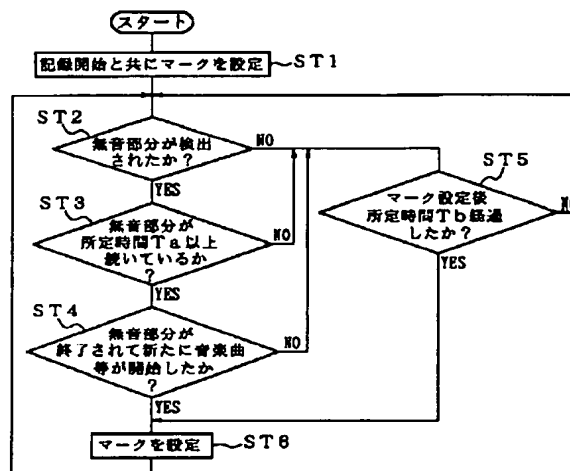 スタート
記録開始と共にマークを設定
ST1
ST2
無音部分が検出
されたか？
NO
YES
ST3
無音部分が
所定時間Ta以上
続いているか
？
NO
YES
ST4
無音部分が
終了されて新たに音楽曲
等が開始したか
？
NO
YES
ST5
マーク設定後
所定時間Tb経過
したか？
NO
YES
マークを設定
ST6